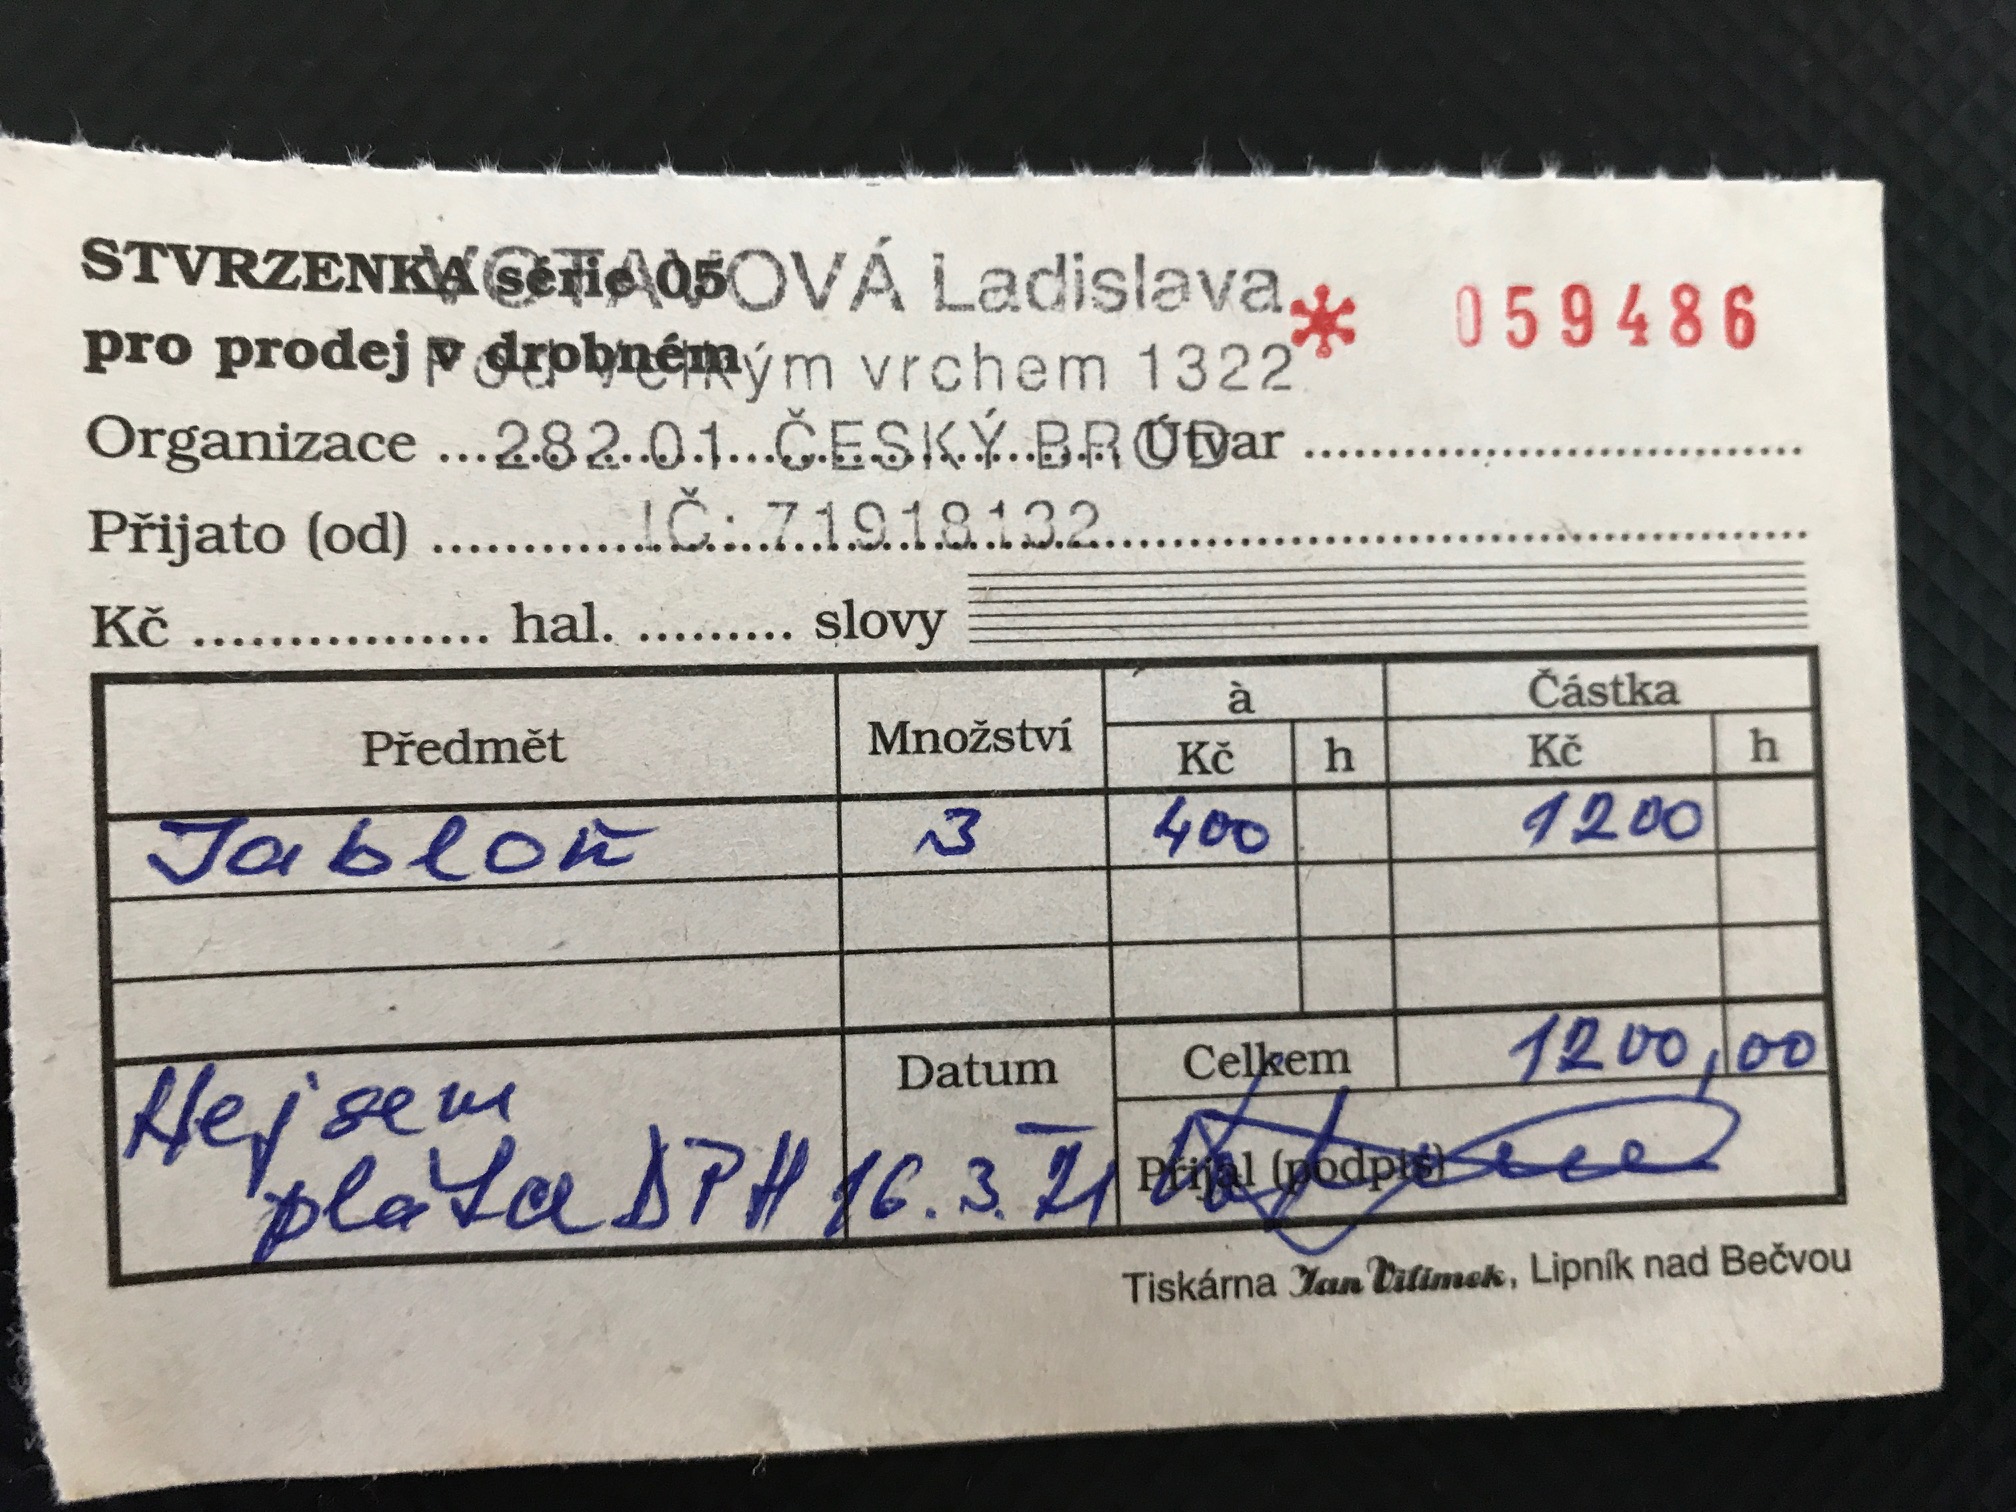 STVRZENKA série 05
pro prodej v drobném
VOTAVOVÁ Ladislava
Pod Velkým vrchem 1322
282 01 ČESKÝ BROD
IČ: 71918132
* 059486
Organizace ........ Útvar ........
Přijato (od) ........
Kč ........ hal. ........ slovy
Předmět Množství à Částka
Kč h Kč h
Jabloň 3 400 1200
Datum Celkem 1200,00
Nejsem
plátce DPH 16.3.21 Přijal (podpis)
Tiskárna Jan Vilímek, Lipník nad Bečvou